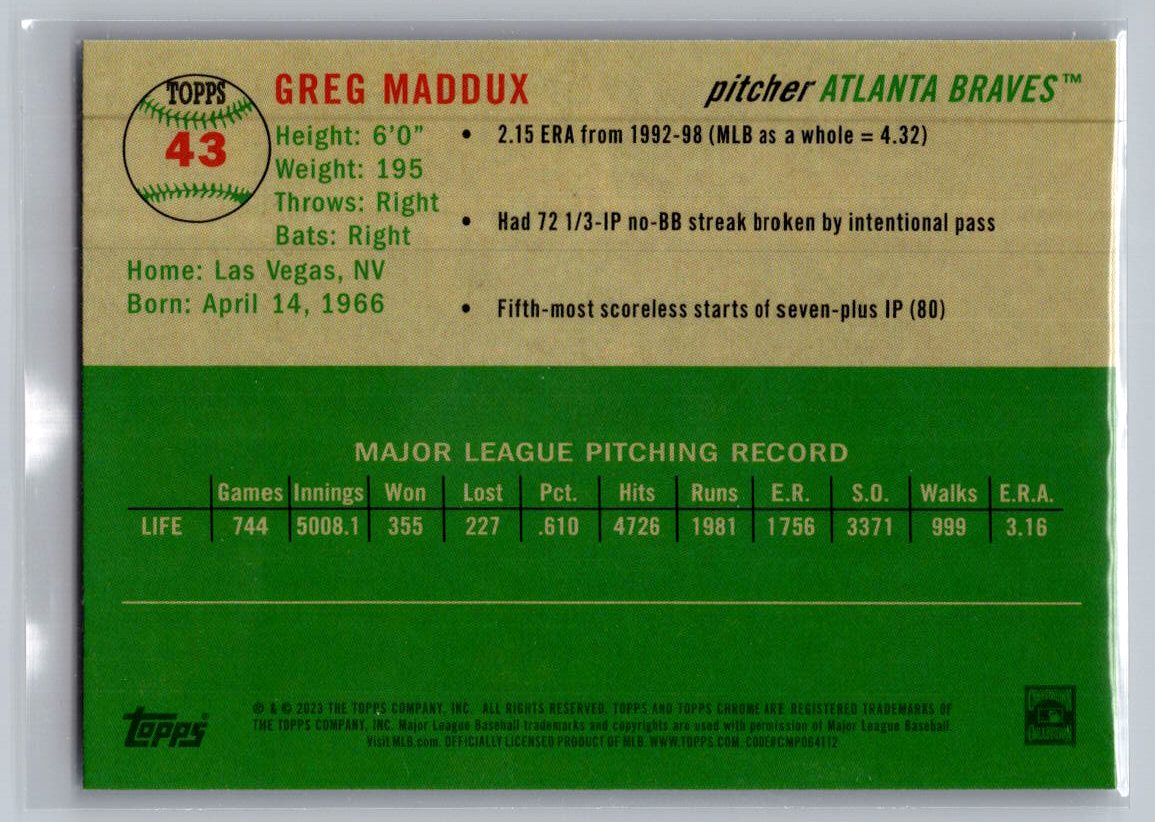 TOPPS
43
GREG MADDUX
pitcher ATLANTA BRAVES™
Height: 6'0"
Weight: 195
Throws: Right
Bats: Right
Home: Las Vegas, NV
Born: April 14, 1966
• 2.15 ERA from 1992-98 (MLB as a whole = 4.32)
• Had 72 1/3-IP no-BB streak broken by intentional pass
• Fifth-most scoreless starts of seven-plus IP (80)
MAJOR LEAGUE PITCHING RECORD
Games Innings Won Lost Pct. Hits Runs E.R. S.O. Walks E.R.A.
LIFE 744 5008.1 355 227 .610 4726 1981 1756 3371 999 3.16
topps®
® & © 2023 THE TOPPS COMPANY, INC. ALL RIGHTS RESERVED. TOPPS AND TOPPS CHROME ARE REGISTERED TRADEMARKS OF
THE TOPPS COMPANY, INC. Major League Baseball trademarks and copyrights are used with permission of Major League Baseball.
Visit MLB.com. OFFICIALLY LICENSED PRODUCT OF MLB. WWW.TOPPS.COM. CODE#CMP064112